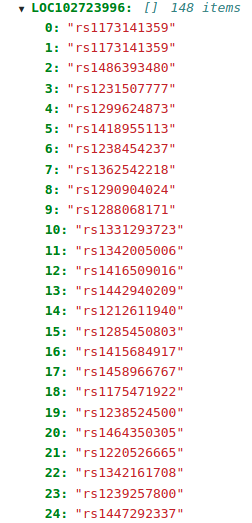 ▼ LOC102723996: [] 148 items
0: "rs1173141359"
1: "rs1173141359"
2: "rs1486393480"
3: "rs1231507777"
4: "rs1299624873"
5: "rs1418955113"
6: "rs1238454237"
7: "rs1362542218"
8: "rs1290904024"
9: "rs1288068171"
10: "rs1331293723"
11: "rs1342005006"
12: "rs1416509016"
13: "rs1442940209"
14: "rs1212611940"
15: "rs1285450803"
16: "rs1415684917"
17: "rs1458966767"
18: "rs1175471922"
19: "rs1238524500"
20: "rs1464350305"
21: "rs1220526665"
22: "rs1342161708"
23: "rs1239257800"
24: "rs1447292337"